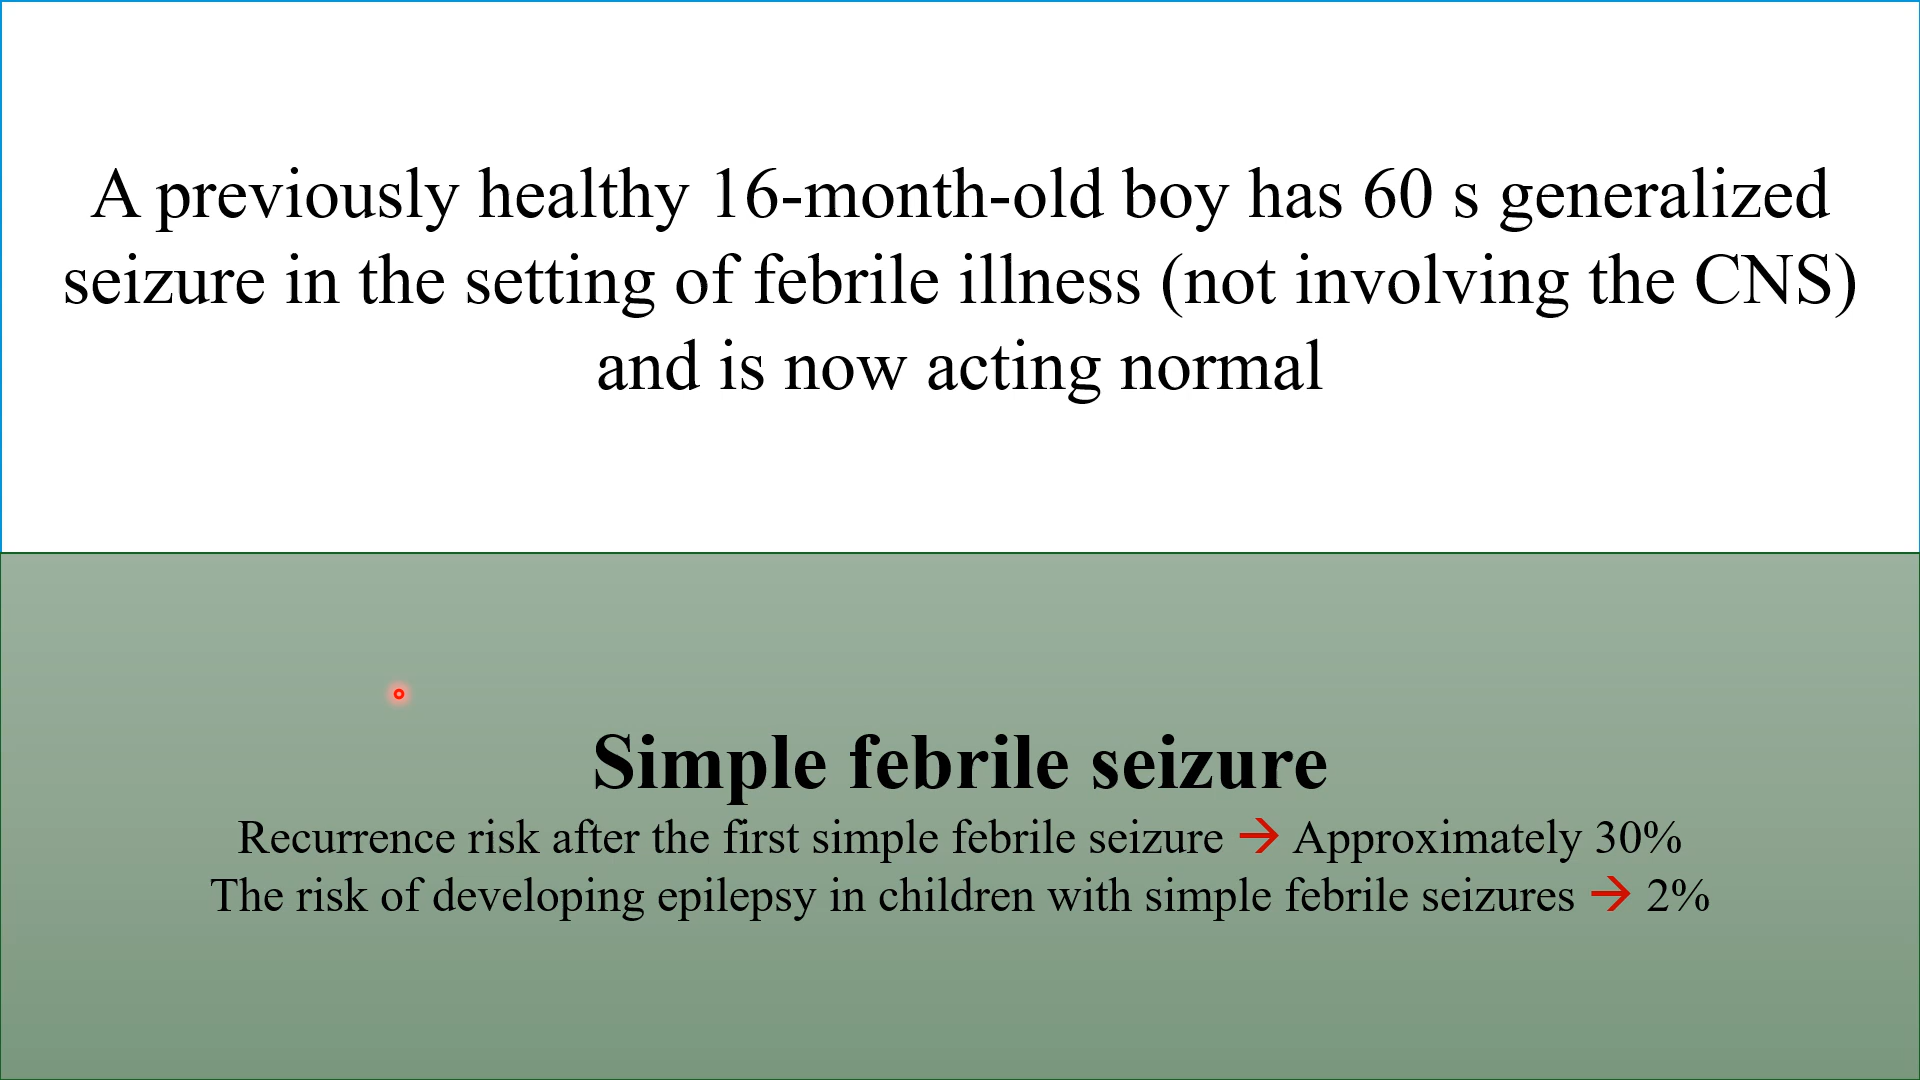 A previously healthy 16-month-old boy has 60 s generalized
seizure in the setting of febrile illness (not involving the CNS)
and is now acting normal
Simple febrile seizure
Recurrence risk after the first simple febrile seizure → Approximately 30%
The risk of developing epilepsy in children with simple febrile seizures → 2%